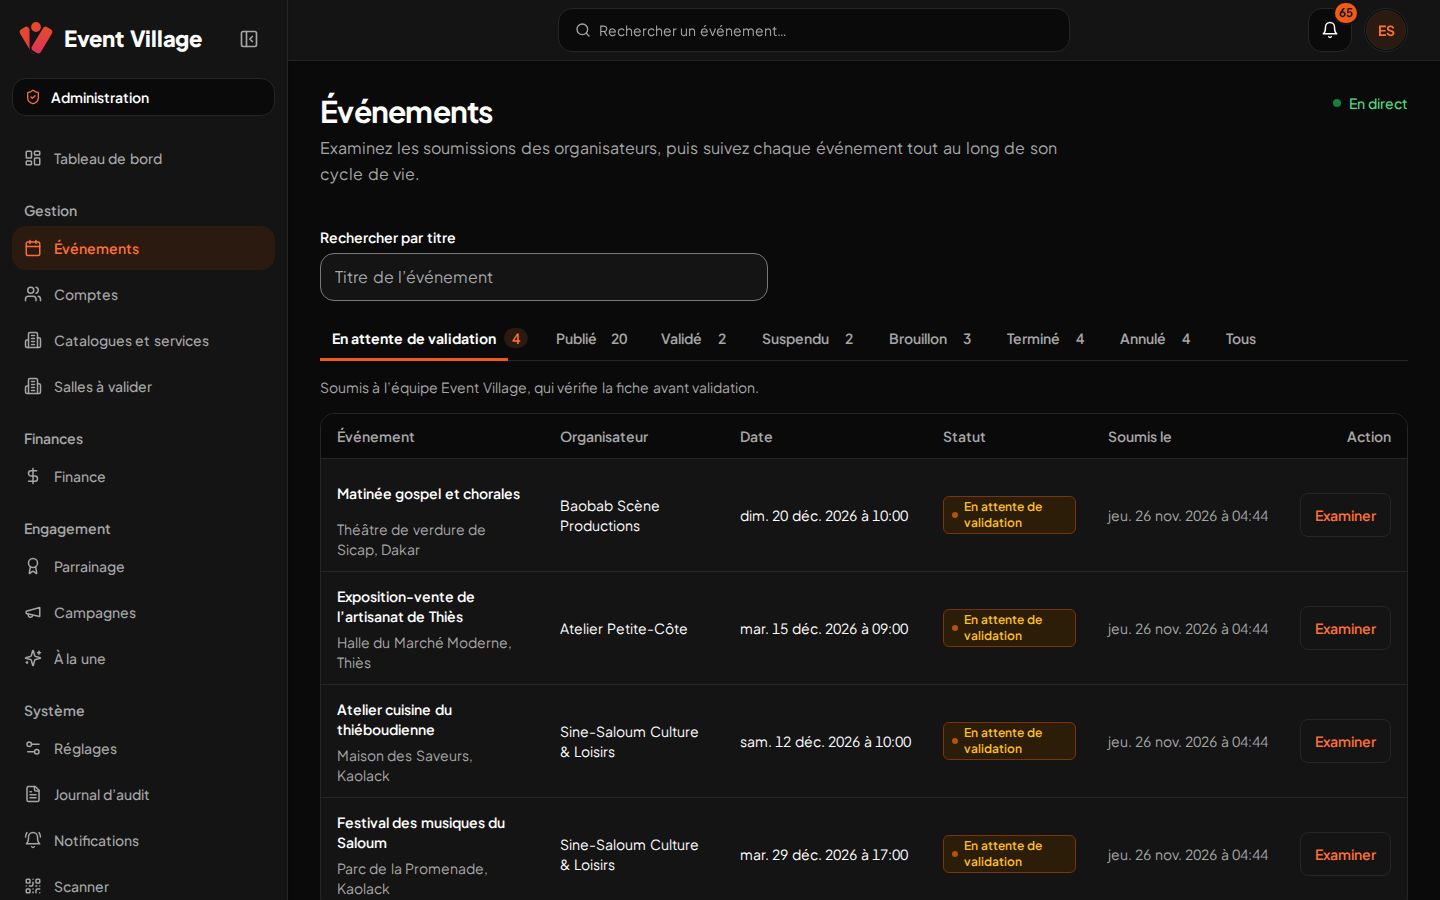 Event Village
Rechercher un événement…
65
ES
Administration
Tableau de bord
Gestion
Événements
Comptes
Catalogues et services
Salles à valider
Finances
Finance
Engagement
Parrainage
Campagnes
À la une
Système
Réglages
Journal d’audit
Notifications
Scanner
Événements
En direct
Examinez les soumissions des organisateurs, puis suivez chaque événement tout au long de son
cycle de vie.
Rechercher par titre
Titre de l’événement
En attente de validation 4 Publié 20 Validé 2 Suspendu 2 Brouillon 3 Terminé 4 Annulé 4 Tous
Soumis à l’équipe Event Village, qui vérifie la fiche avant validation.
Événement Organisateur Date Statut Soumis le Action
Matinée gospel et chorales
Théâtre de verdure de
Sicap, Dakar
Baobab Scène
Productions
dim. 20 déc. 2026 à 10:00
En attente de
validation
jeu. 26 nov. 2026 à 04:44
Examiner
Exposition-vente de
l’artisanat de Thiès
Halle du Marché Moderne,
Thiès
Atelier Petite-Côte
mar. 15 déc. 2026 à 09:00
En attente de
validation
jeu. 26 nov. 2026 à 04:44
Examiner
Atelier cuisine du
thiéboudienne
Maison des Saveurs,
Kaolack
Sine-Saloum Culture
& Loisirs
sam. 12 déc. 2026 à 10:00
En attente de
validation
jeu. 26 nov. 2026 à 04:44
Examiner
Festival des musiques du
Saloum
Parc de la Promenade,
Kaolack
Sine-Saloum Culture
& Loisirs
mar. 29 déc. 2026 à 17:00
En attente de
validation
jeu. 26 nov. 2026 à 04:44
Examiner